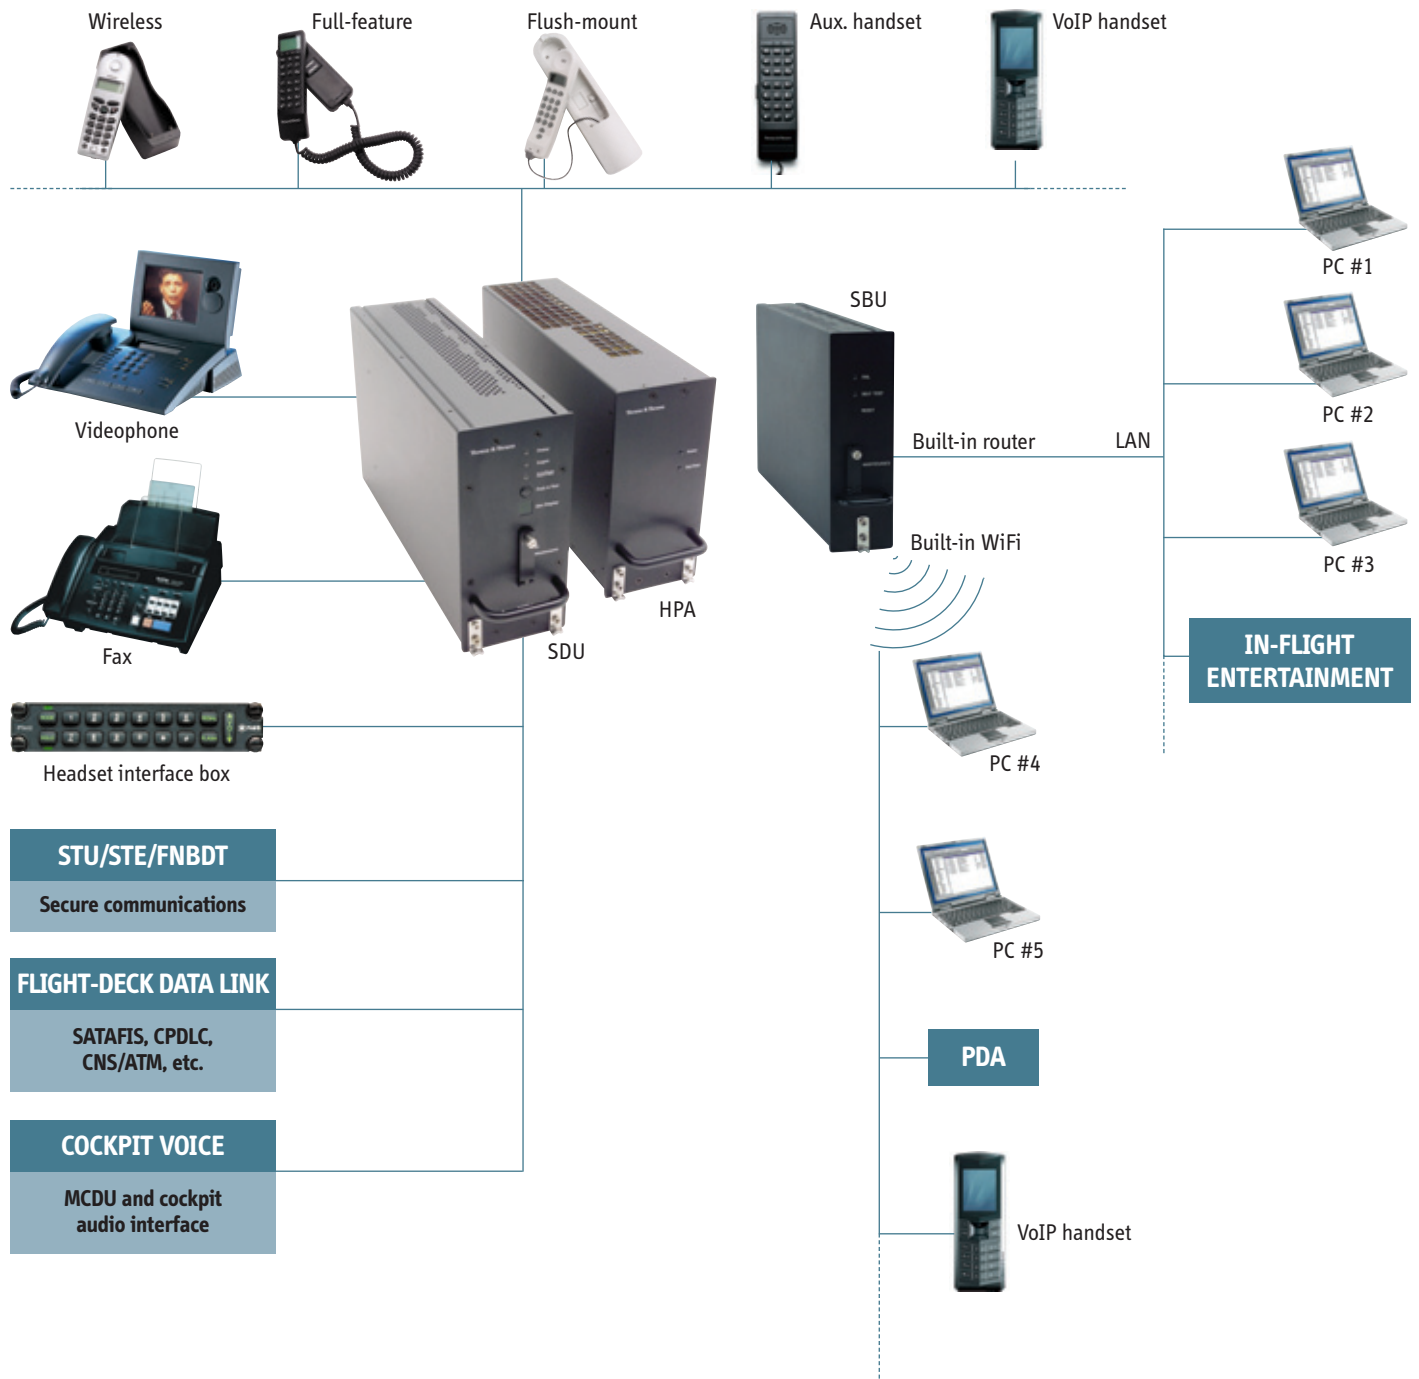 Wireless
Full-feature
Flush-mount
Aux. handset
VoIP handset
PC #1
SBU
PC #2
Videophone
Built-in router
LAN
Built-in WiFi
PC #3
HPA
SDU
Fax
IN-FLIGHT
ENTERTAINMENT
PC #4
Headset interface box
STU/STE/FNBDT
Secure communications
PC #5
FLIGHT-DECK DATA LINK
SATAFIS, CPDLC,
CNS/ATM, etc.
PDA
COCKPIT VOICE
MCDU and cockpit
audio interface
VoIP handset